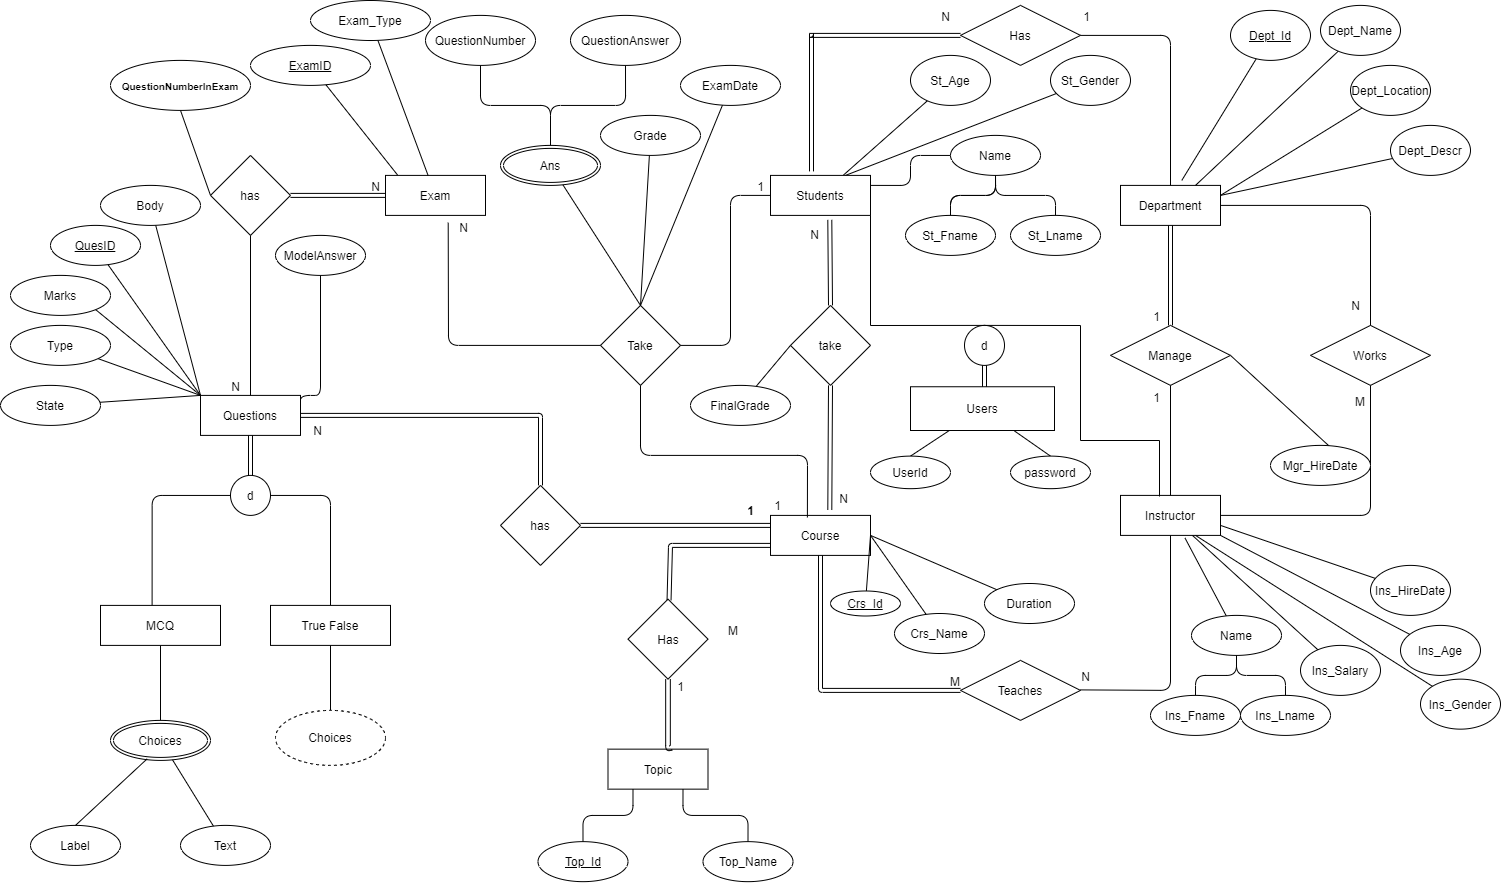 Exam_Type
QuestionNumber
QuestionAnswer
ExamID
QuestionNumberInExam
ExamDate
Grade
Ans
N
Has
1
Dept_Id
Dept_Name
Dept_Location
Dept_Descr
St_Age
St_Gender
Name
St_Fname
St_Lname
has
N
Exam
N
1
Students
N
Department
Body
QuesID
ModelAnswer
Marks
Type
State
N
Questions
N
Take
take
FinalGrade
d
Users
UserId
password
1
Manage
1
N
Works
M
Mgr_HireDate
d
has
1
1
N
Course
Instructor
Crs_Id
Crs_Name
Duration
MCQ
True False
Has
M
1
M
Teaches
N
Name
Ins_Fname
Ins_Lname
Ins_HireDate
Ins_Age
Ins_Salary
Ins_Gender
Choices
Choices
Label
Text
Topic
Top_Id
Top_Name